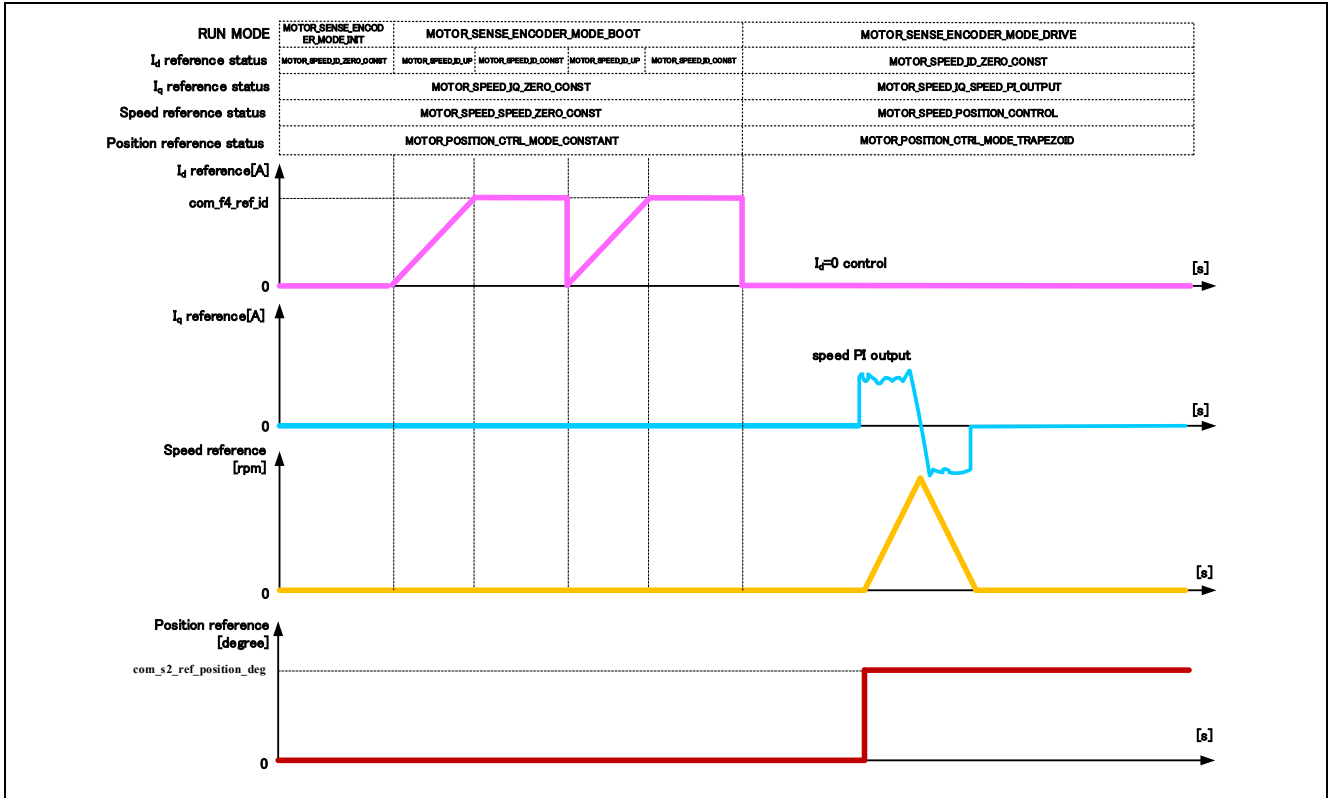 RUN MODE
MOTOR_SENSE_ENCOD
ER_MODE_INIT
MOTOR_SENSE_ENCODER_MODE_BOOT
MOTOR_SENSE_ENCODER_MODE_DRIVE
Id reference status
MOTOR_SPEED_ID_ZERO_CONST
MOTOR_SPEED_ID_UP
MOTOR_SPEED_ID_CONST
MOTOR_SPEED_ID_UP
MOTOR_SPEED_ID_CONST
MOTOR_SPEED_ID_ZERO_CONST
Iq reference status
MOTOR_SPEED_IQ_ZERO_CONST
MOTOR_SPEED_IQ_SPEED_PI_OUTPUT
Speed reference status
MOTOR_SPEED_SPEED_ZERO_CONST
MOTOR_SPEED_POSITION_CONTROL
Position reference status
MOTOR_POSITION_CTRL_MODE_CONSTANT
MOTOR_POSITION_CTRL_MODE_TRAPEZOID
Id reference[A]
com_f4_ref_id
Id=0 control
[s]
0
Iq reference[A]
speed PI output
[s]
0
Speed reference
[rpm]
[s]
0
Position reference
[degree]
com_s2_ref_position_deg
[s]
0